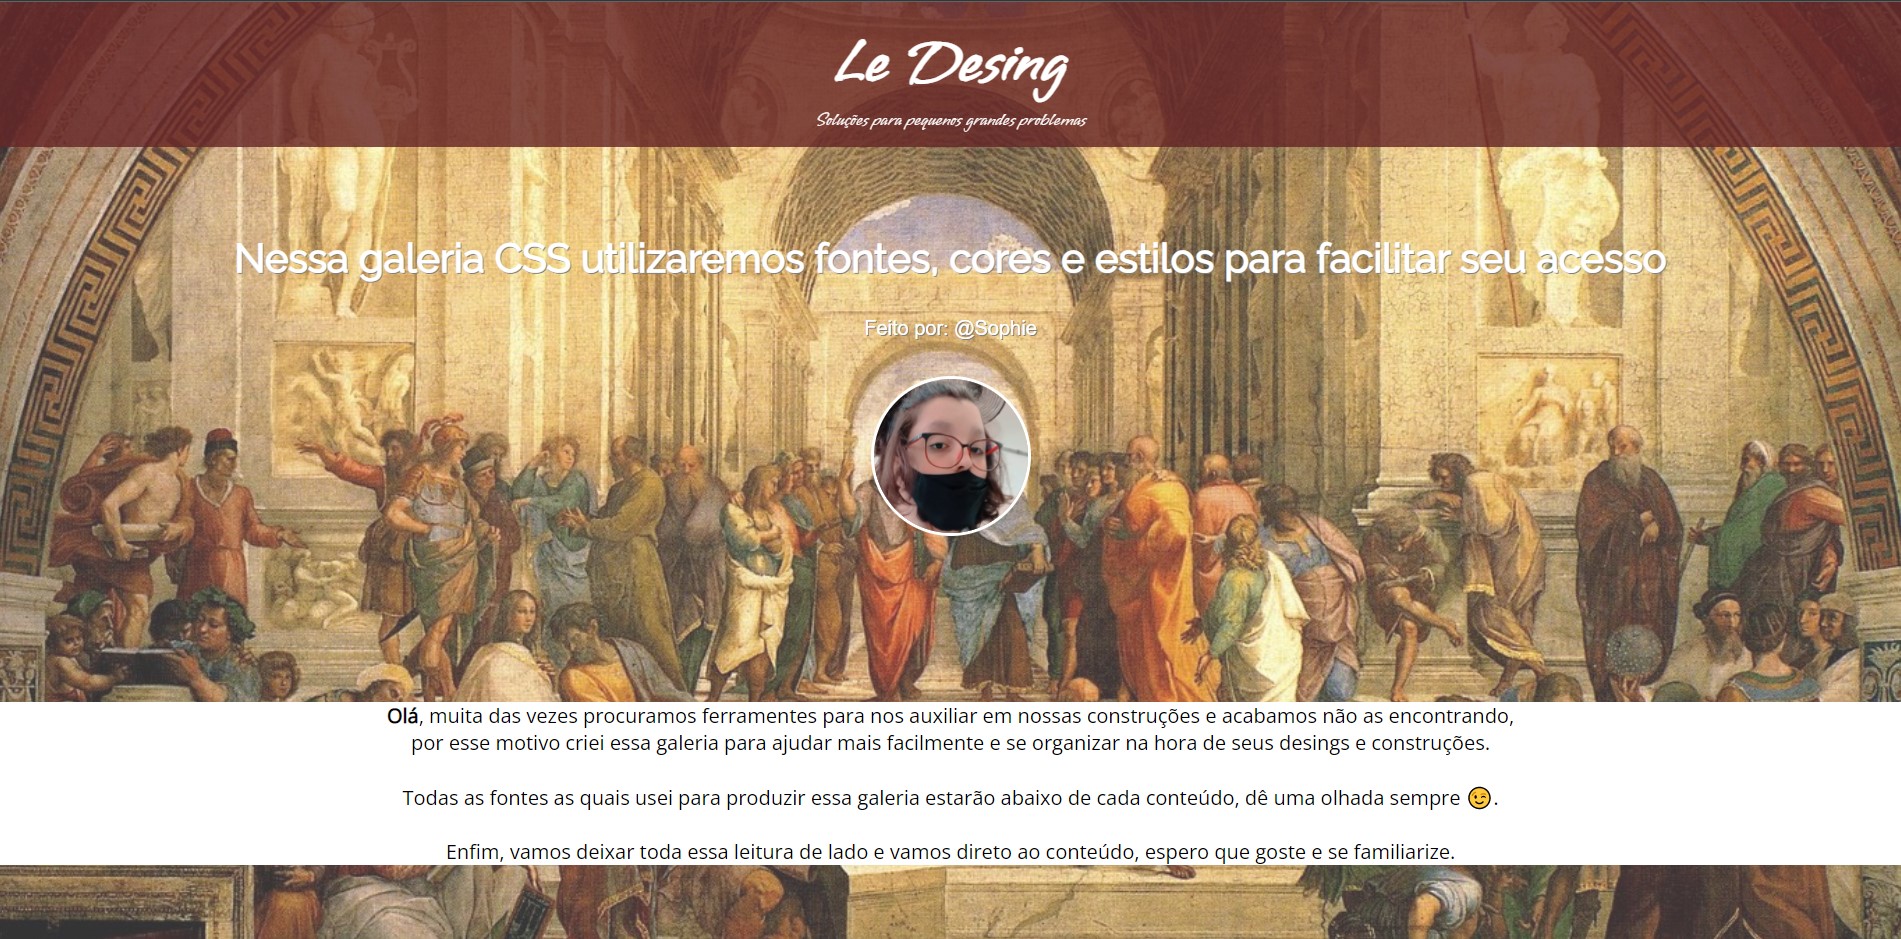 Le Desing
Soluções para pequenos grandes problemas
Nessa galeria CSS utilizaremos fontes, cores e estilos para facilitar seu acesso
Feito por: @Sophie
Olá, muita das vezes procuramos ferramentes para nos auxiliar em nossas construções e acabamos não as encontrando,
por esse motivo criei essa galeria para ajudar mais facilmente e se organizar na hora de seus desings e construções.
Todas as fontes as quais usei para produzir essa galeria estarão abaixo de cada conteúdo, dê uma olhada sempre 😉.
Enfim, vamos deixar toda essa leitura de lado e vamos direto ao conteúdo, espero que goste e se familiarize.